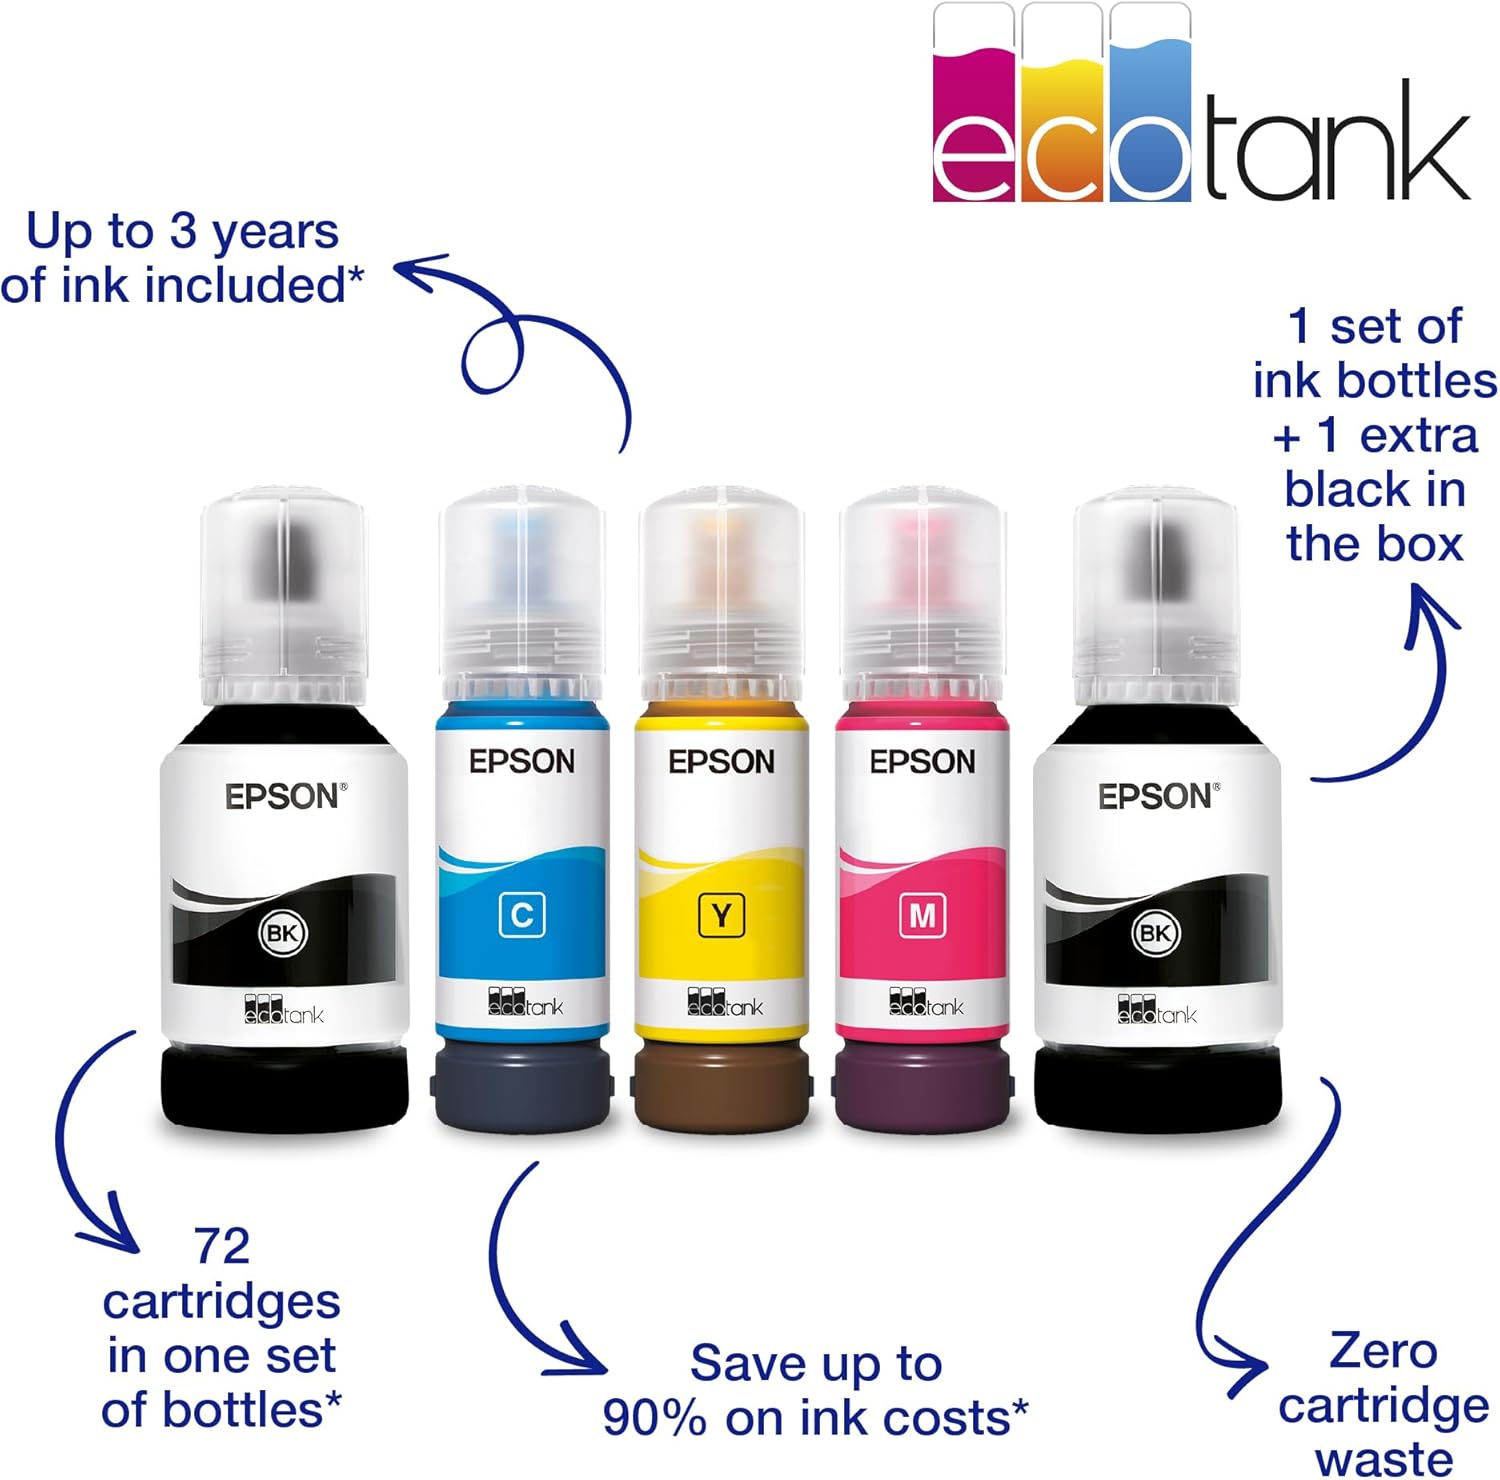 ecotank
Up to 3 years
of ink included*
1 set of
ink bottles
+ 1 extra
black in
the box
EPSON®
BK
ecotank
EPSON
C
ecotank
EPSON
Y
ecotank
EPSON
M
ecotank
EPSON®
BK
ecotank
72
cartridges
in one set
of bottles*
Save up to
90% on ink costs*
Zero
cartridge
waste